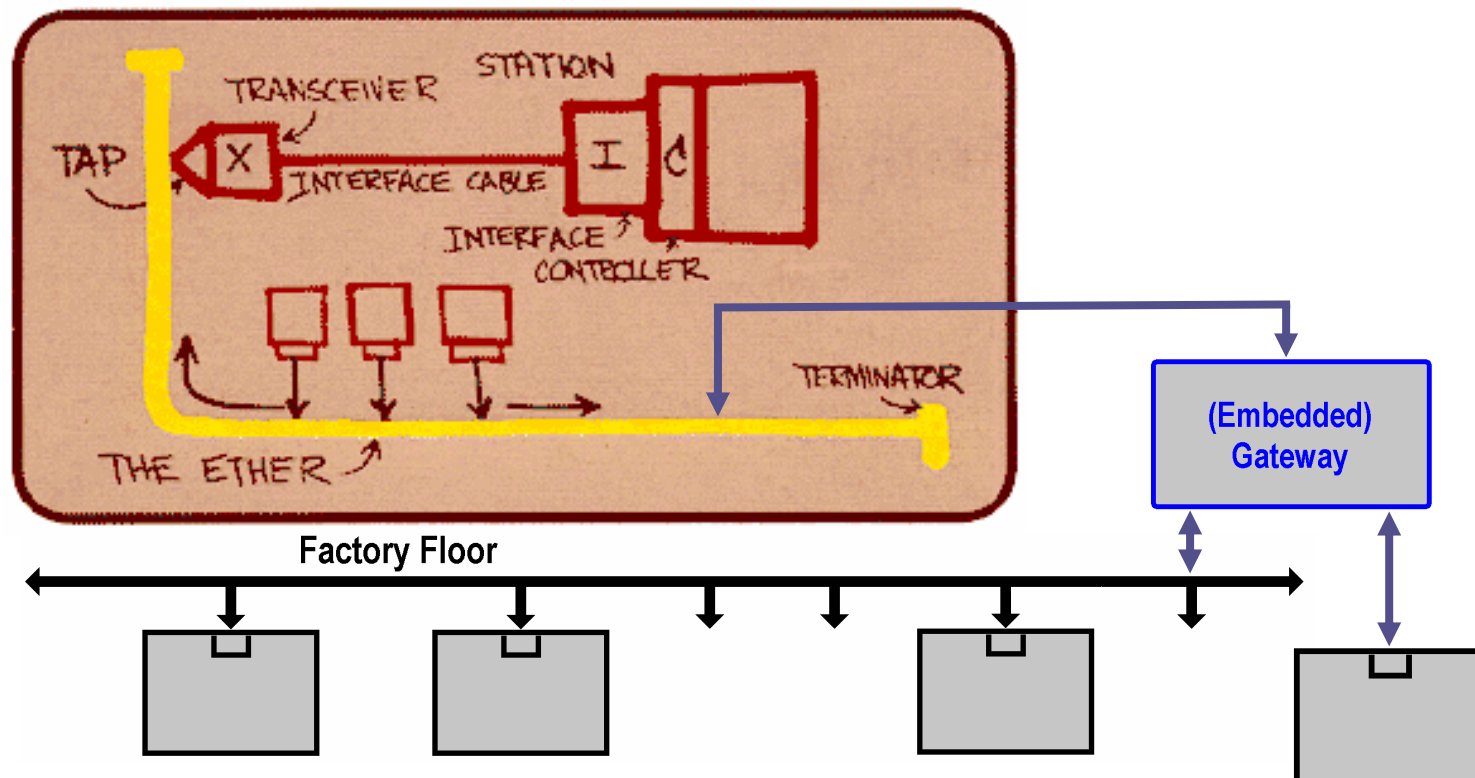 STATION
TRANSCEIVER
TAP
X
I
C
INTERFACE CABLE
INTERFACE
CONTROLLER
TERMINATOR
THE ETHER
(Embedded)
Gateway
Factory Floor